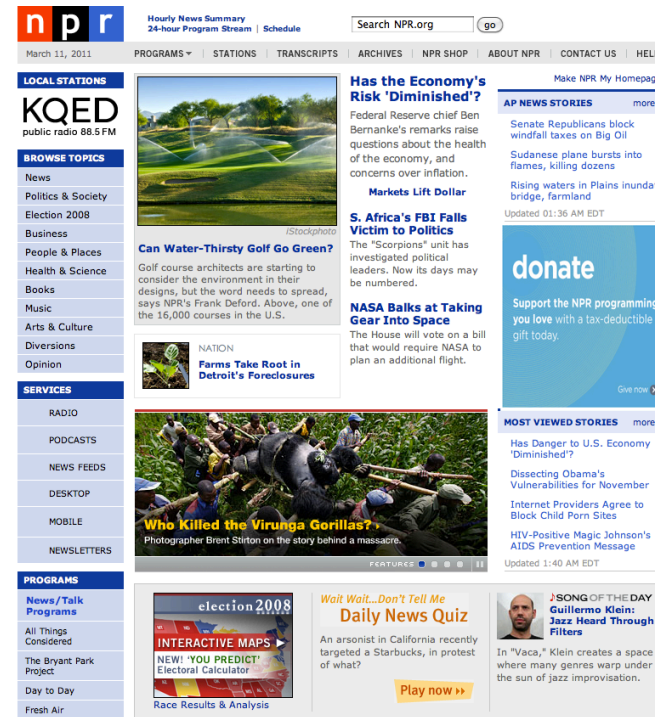 npr
Hourly News Summary
24-hour Program Stream | Schedule
Search NPR.org
go
March 11, 2011
PROGRAMS
STATIONS
TRANSCRIPTS
ARCHIVES
NPR SHOP
ABOUT NPR
CONTACT US
HEL
LOCAL STATIONS
KQED
public radio 88.5 FM
BROWSE TOPICS
News
Politics & Society
Election 2008
Business
People & Places
Health & Science
Books
Music
Arts & Culture
Diversions
Opinion
SERVICES
RADIO
PODCASTS
NEWS FEEDS
DESKTOP
MOBILE
NEWSLETTERS
PROGRAMS
News/Talk
Programs
All Things
Considered
The Bryant Park
Project
Day to Day
Fresh Air
iStockphoto
Can Water-Thirsty Golf Go Green?
Golf course architects are starting to
consider the environment in their
designs, but the word needs to spread,
says NPR's Frank Deford. Above, one of
the 16,000 courses in the U.S.
NATION
Farms Take Root in
Detroit's Foreclosures
Has the Economy's
Risk 'Diminished'?
Federal Reserve chief Ben
Bernanke's remarks raise
questions about the health
of the economy, and
concerns over inflation.
Markets Lift Dollar
S. Africa's FBI Falls
Victim to Politics
The "Scorpions" unit has
investigated political
leaders. Now its days may
be numbered.
NASA Balks at Taking
Gear Into Space
The House will vote on a bill
that would require NASA to
plan an additional flight.
Make NPR My Homepag
AP NEWS STORIES
more
Senate Republicans block
windfall taxes on Big Oil
Sudanese plane bursts into
flames, killing dozens
Rising waters in Plains inunda
bridge, farmland
Updated 01:36 AM EDT
donate
Support the NPR programming
you love with a tax-deductible
gift today.
Give now
MOST VIEWED STORIES
more
Has Danger to U.S. Economy
'Diminished'?
Dissecting Obama's
Vulnerabilities for November
Internet Providers Agree to
Block Child Porn Sites
HIV-Positive Magic Johnson's
AIDS Prevention Message
Updated 1:40 AM EDT
Who Killed the Virunga Gorillas?
Photographer Brent Stirton on the story behind a massacre.
FEATURES
election 2008
INTERACTIVE MAPS
NEW! 'YOU PREDICT'
Electoral Calculator
Race Results & Analysis
Wait Wait...Don't Tell Me
Daily News Quiz
An arsonist in California recently
targeted a Starbucks, in protest
of what?
Play now
SONG OF THE DAY
Guillermo Klein:
Jazz Heard Through
Filters
In "Vaca," Klein creates a space
where many genres warp under
the sun of jazz improvisation.